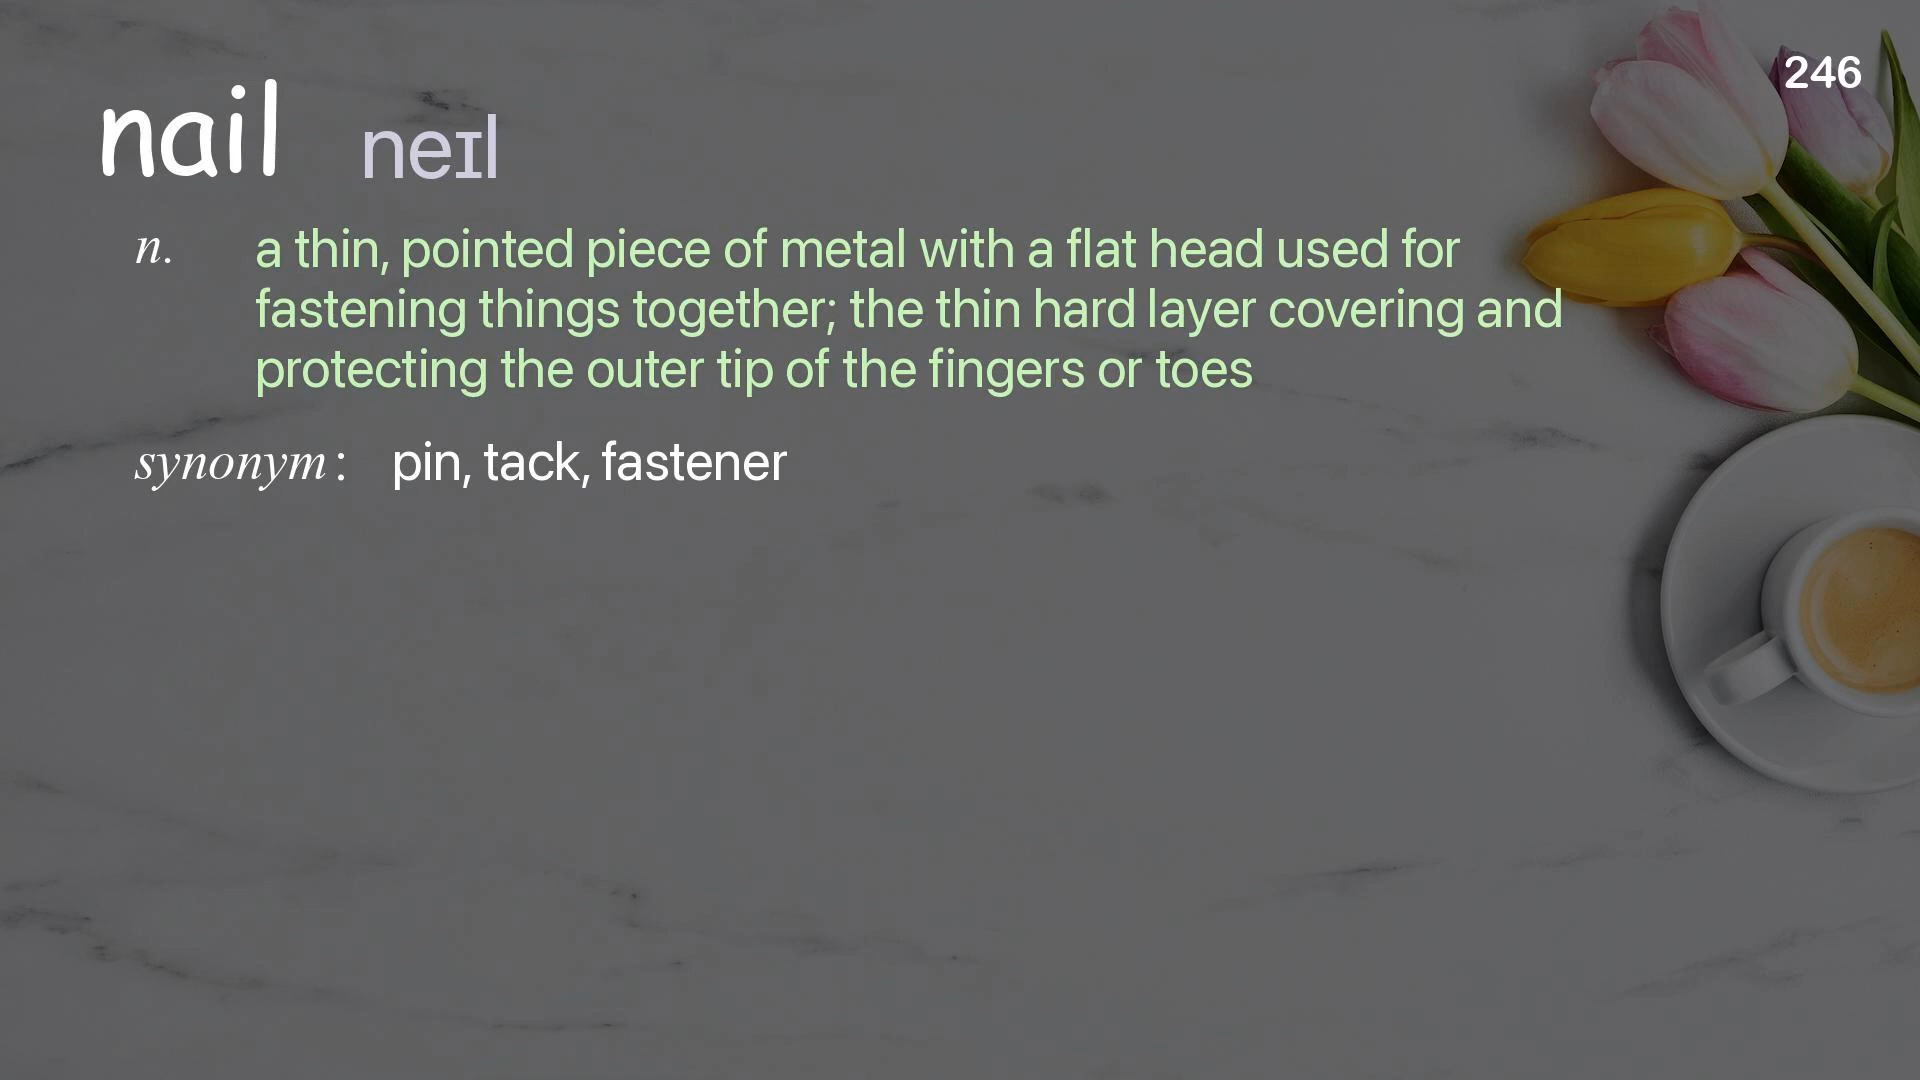 246
nail neɪl
n. a thin, pointed piece of metal with a flat head used for
fastening things together; the thin hard layer covering and
protecting the outer tip of the fingers or toes
synonym: pin, tack, fastener